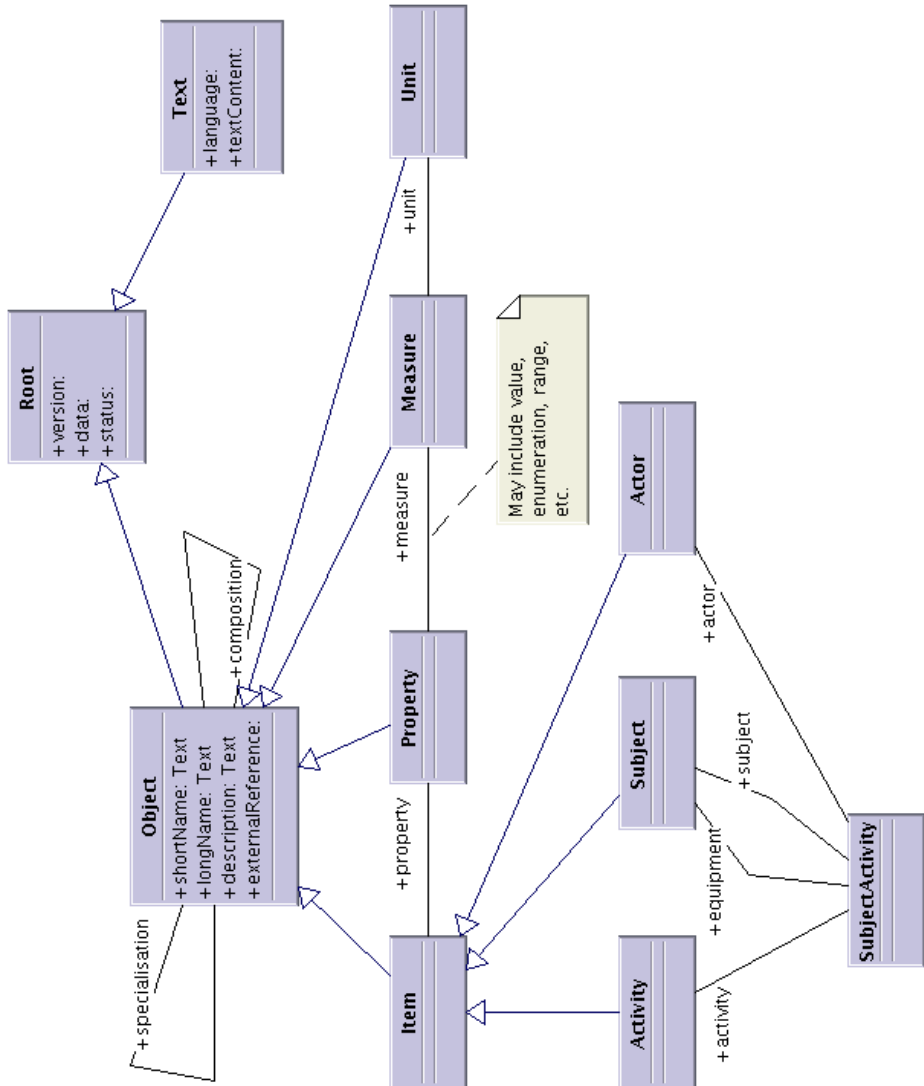 Root
+version:
+data:
+status:
Text
+language:
+textContent:
Object
+shortName: Text
+longName: Text
+description: Text
+externalReference:
+specialisation
+composition
Item
+property
Property
+measure
Measure
+unit
Unit
May include value,
enumeration, range,
etc.
Activity
Subject
Actor
+activity
+equipment
+subject
+actor
SubjectActivity